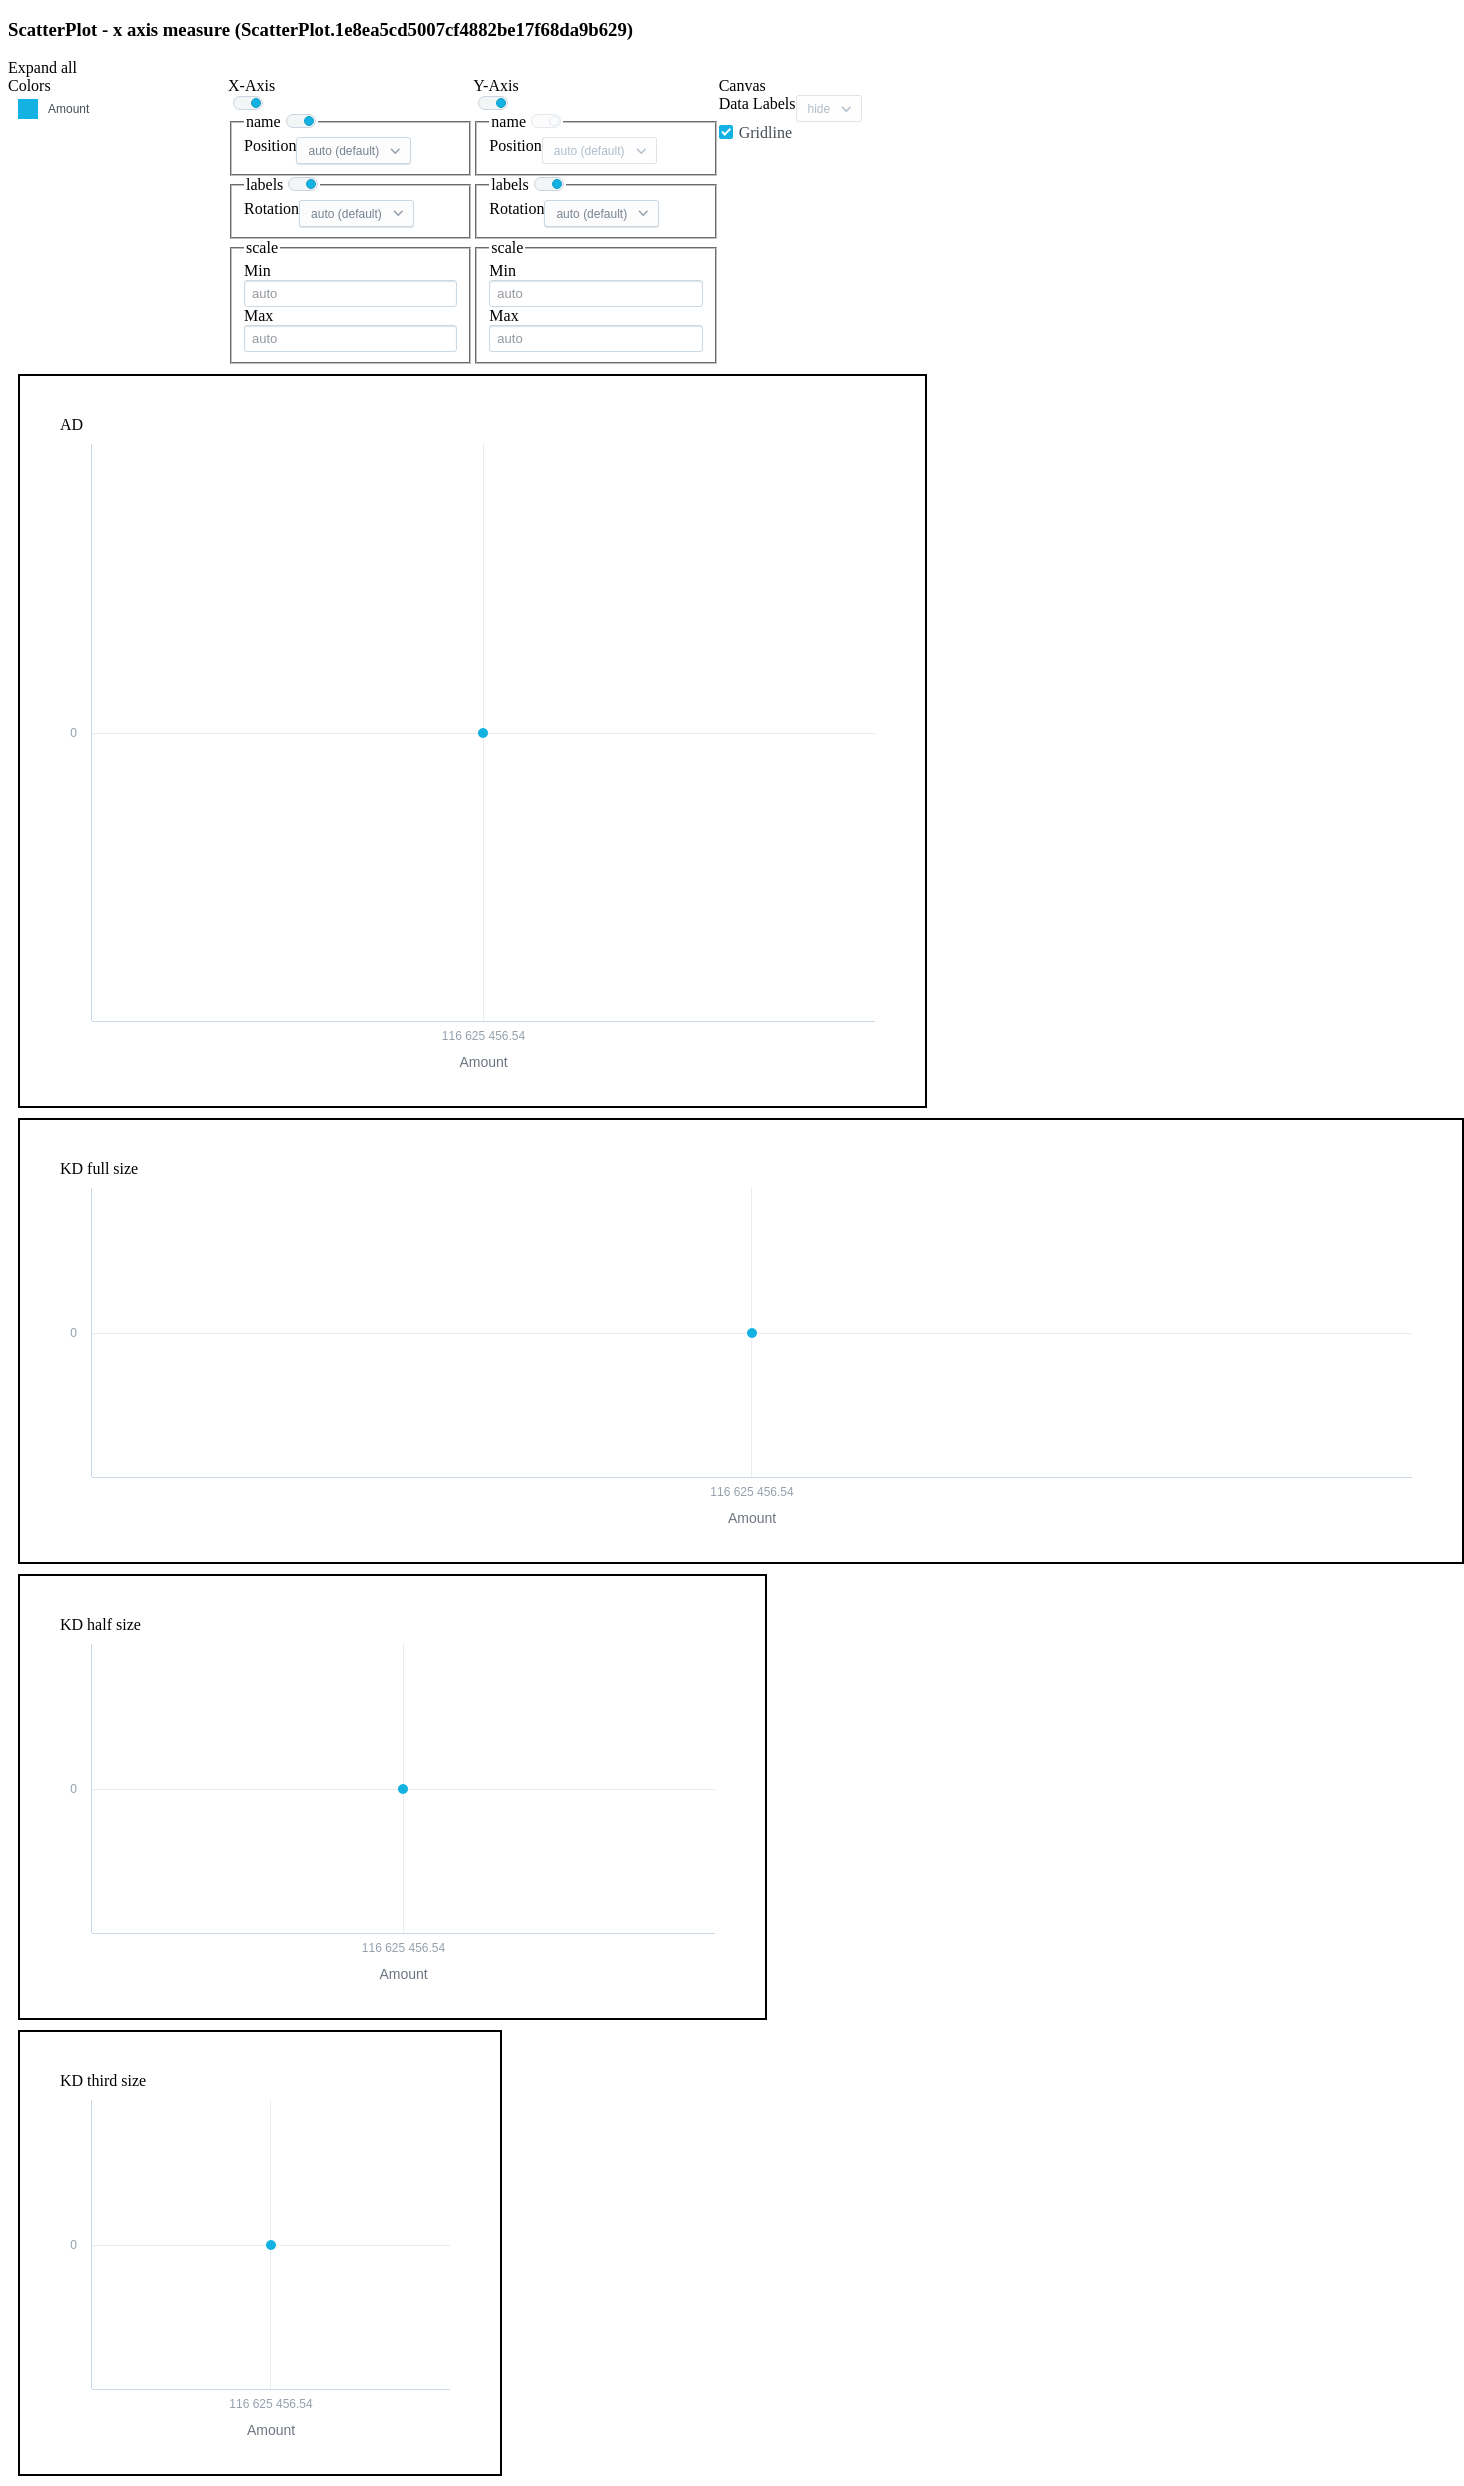 ScatterPlot - x axis measure (ScatterPlot.1e8ea5cd5007cf4882be17f68da9b629)
Expand all
Colors
Amount
X-Axis
name
Position auto (default)
labels
Rotation auto (default)
scale
Min
auto
Max
auto
Y-Axis
name
Position auto (default)
labels
Rotation auto (default)
scale
Min
auto
Max
auto
Canvas
Data Labels hide
Gridline
AD
0
116 625 456.54
Amount
KD full size
0
116 625 456.54
Amount
KD half size
0
116 625 456.54
Amount
KD third size
0
116 625 456.54
Amount